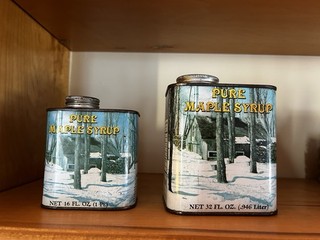 PURE
MAPLE SYRUP
NET 16 FL. OZ. (1 Pt.)
PURE
MAPLE SYRUP
NET 32 FL. OZ. (.946 Liter)